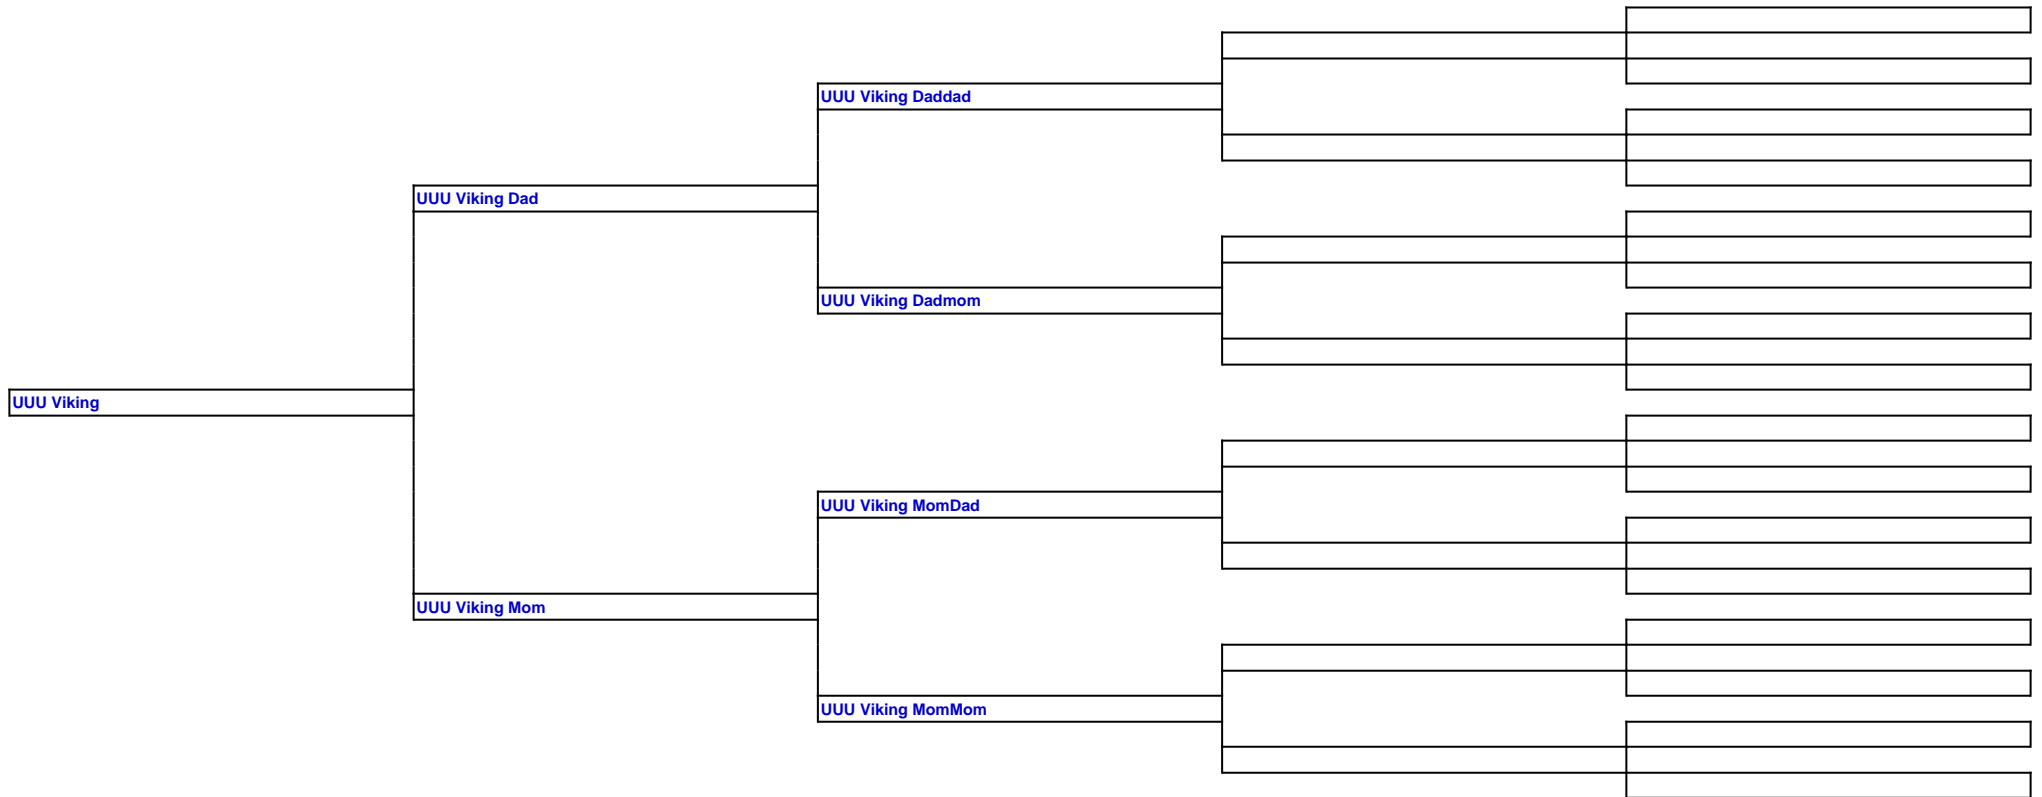 UUU Viking Daddad
UUU Viking Dad
UUU Viking Dadmom
UUU Viking
UUU Viking MomDad
UUU Viking Mom
UUU Viking MomMom